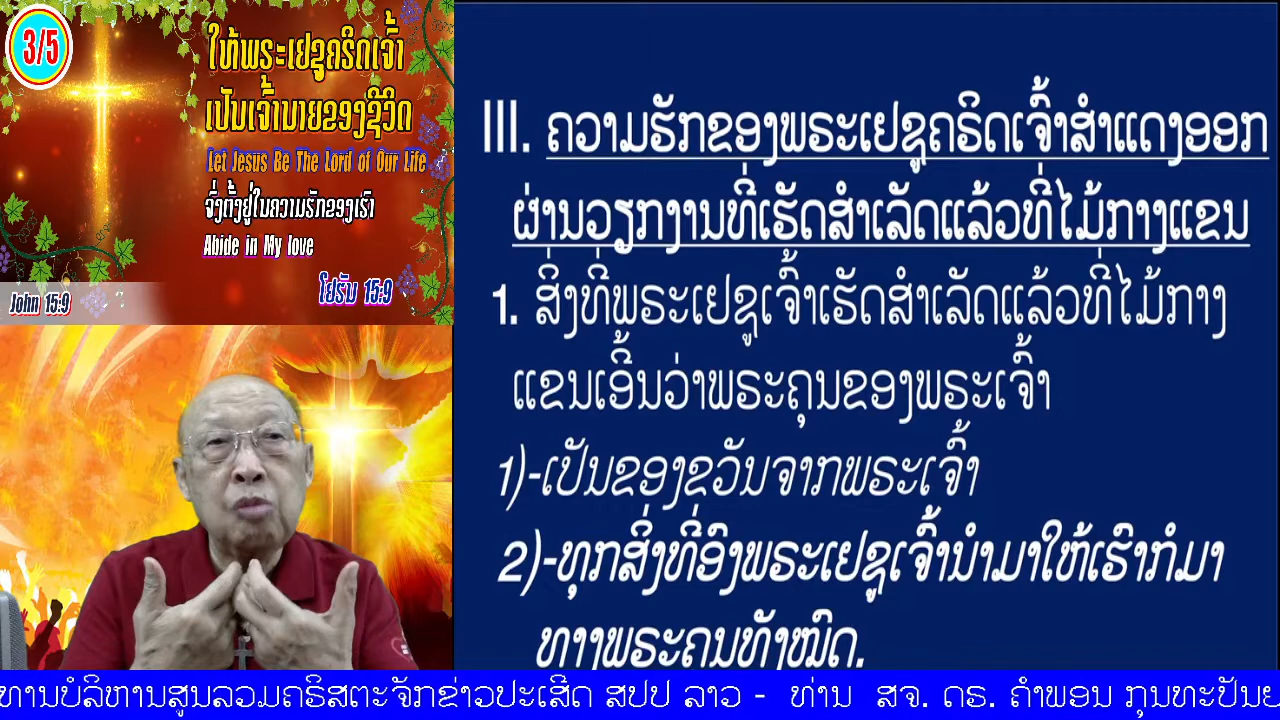 3/5
ໃຫ້ພຣະເຢຊູຄຣິດເຈົ້າ
ເປັນເຈົ້ານາຍຂອງຊີວິດ
Let Jesus Be The Lord of Our Life
ຈົ່ງຕັ້ງຢູ່ໃນຄວາມຮັກຂອງເຮົາ
Abide in My love
ໂຢຮັນ 15:9
John 15:9
III. ຄວາມຮັກຂອງພຣະເຢຊູຄຣິດເຈົ້າສຳແດງອອກ
ຜ່ານວຽກງານທີ່ເຮັດສຳເລັດແລ້ວທີ່ໄມ້ກາງແຂນ
1. ສິ່ງທີ່ພຣະເຢຊູເຈົ້າເຮັດສຳເລັດແລ້ວທີ່ໄມ້ກາງ
ແຂນເອີ້ນວ່າພຣະຄຸນຂອງພຣະເຈົ້າ
1)-ເປັນຂອງຂວັນຈາກພຣະເຈົ້າ
2)-ທຸກສິ່ງທີ່ອົງພຣະເຢຊູເຈົ້ານຳມາໃຫ້ເຮົາກໍມາ
ທາງພຣະຄຸນທັງໝົດ.
ທານບໍລິຫານສູນລວມຄຣິສຕະຈັກຂ່າວປະເສີດ ສປປ ລາວ - ທ່ານ ສຈ. ດຣ. ຄຳພອນ ກຸນທະປັນຍ